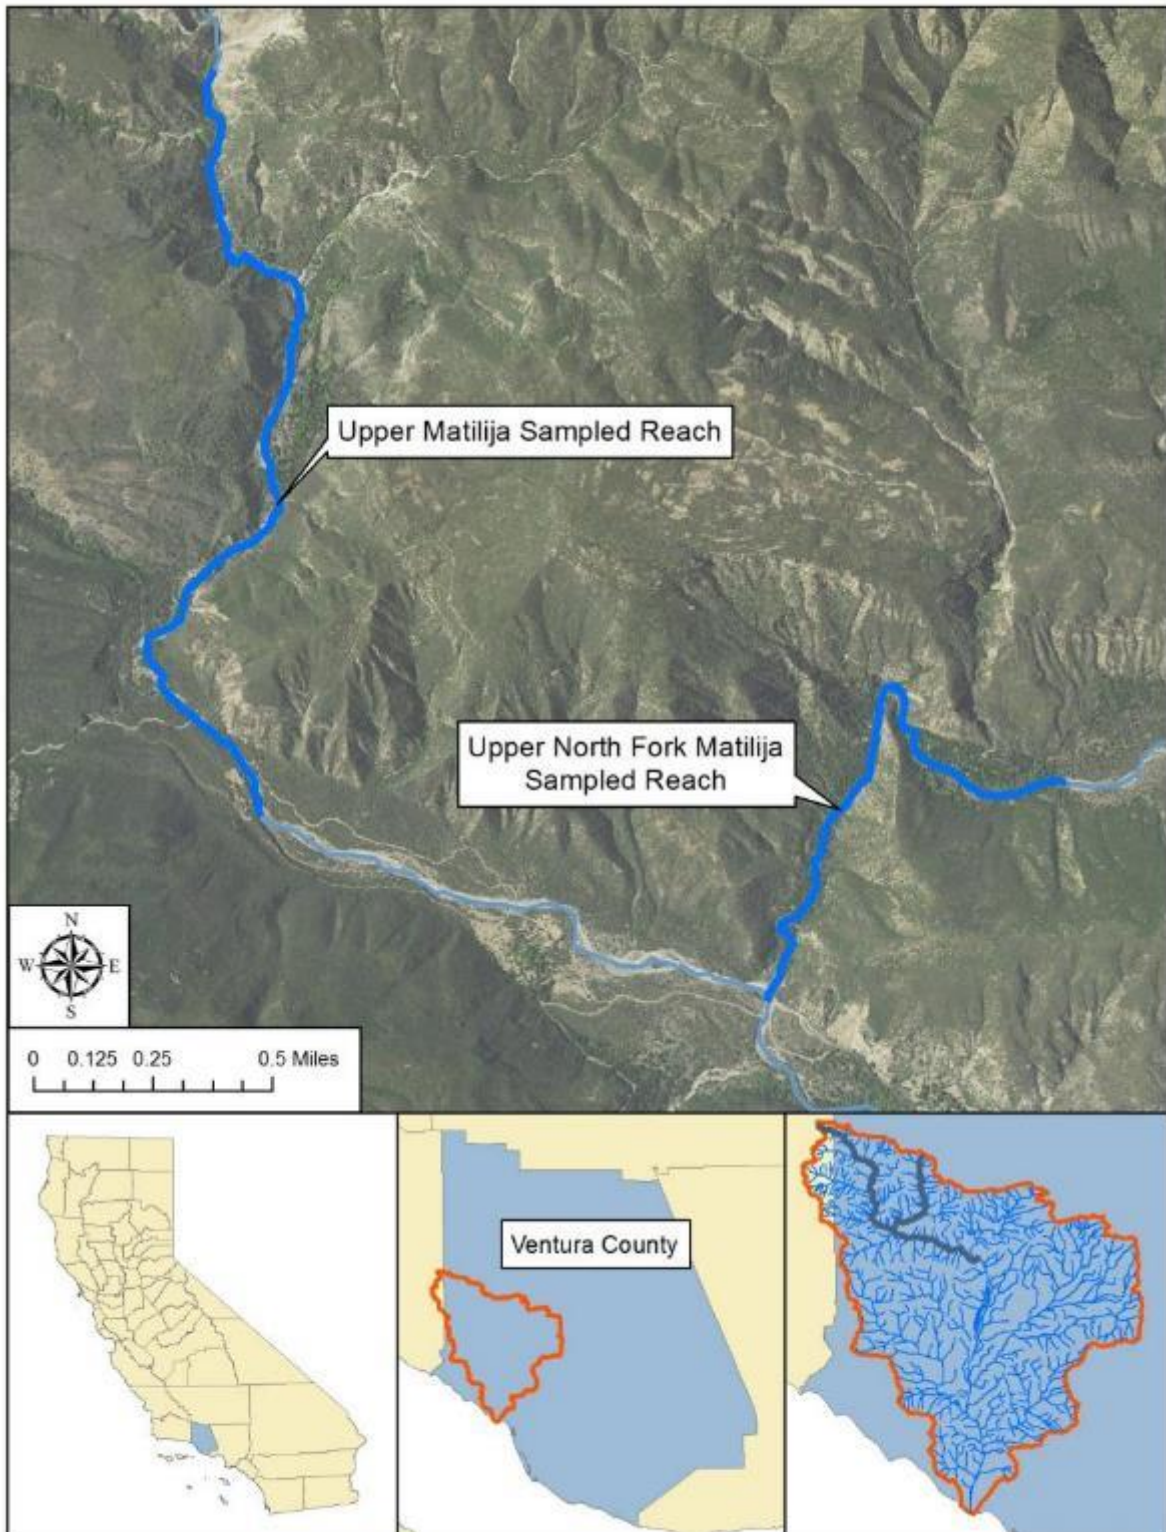 Upper Matilija Sampled Reach
Upper North Fork Matilija
Sampled Reach
N
W E
S
0 0.125 0.25 0.5 Miles
Ventura County